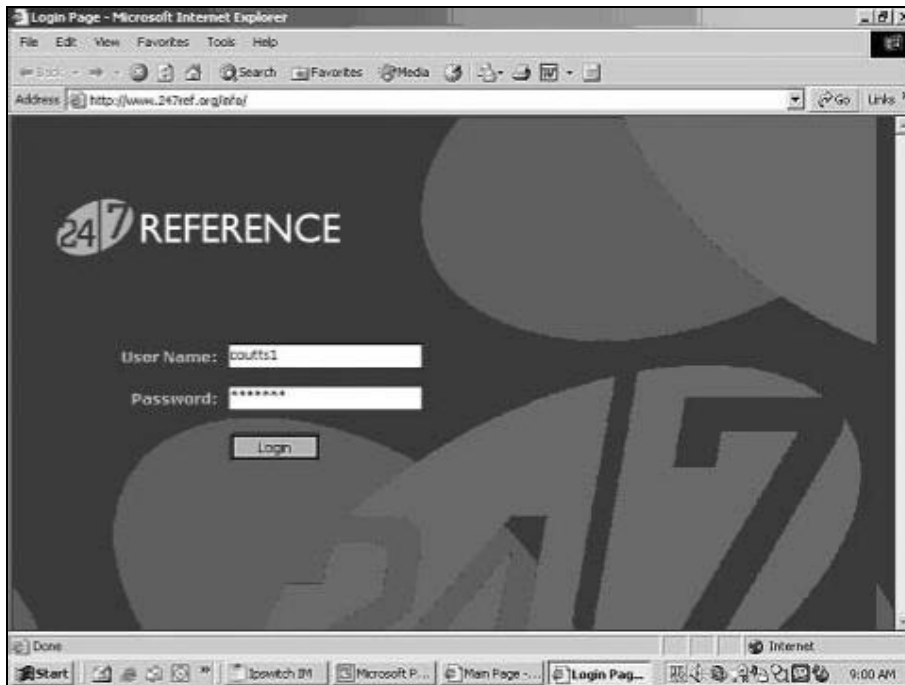 Login Page - Microsoft Internet Explorer
File Edit View Favorites Tools Help
Back Search Favorites Media
Address http://www.247ref.org/info/ Go Links
24 7 REFERENCE
User Name: coutts1
Password: *******
Login
247
Done Internet
Start Ipswitch IM Microsoft P... Main Page -... Login Pag... 9:00 AM